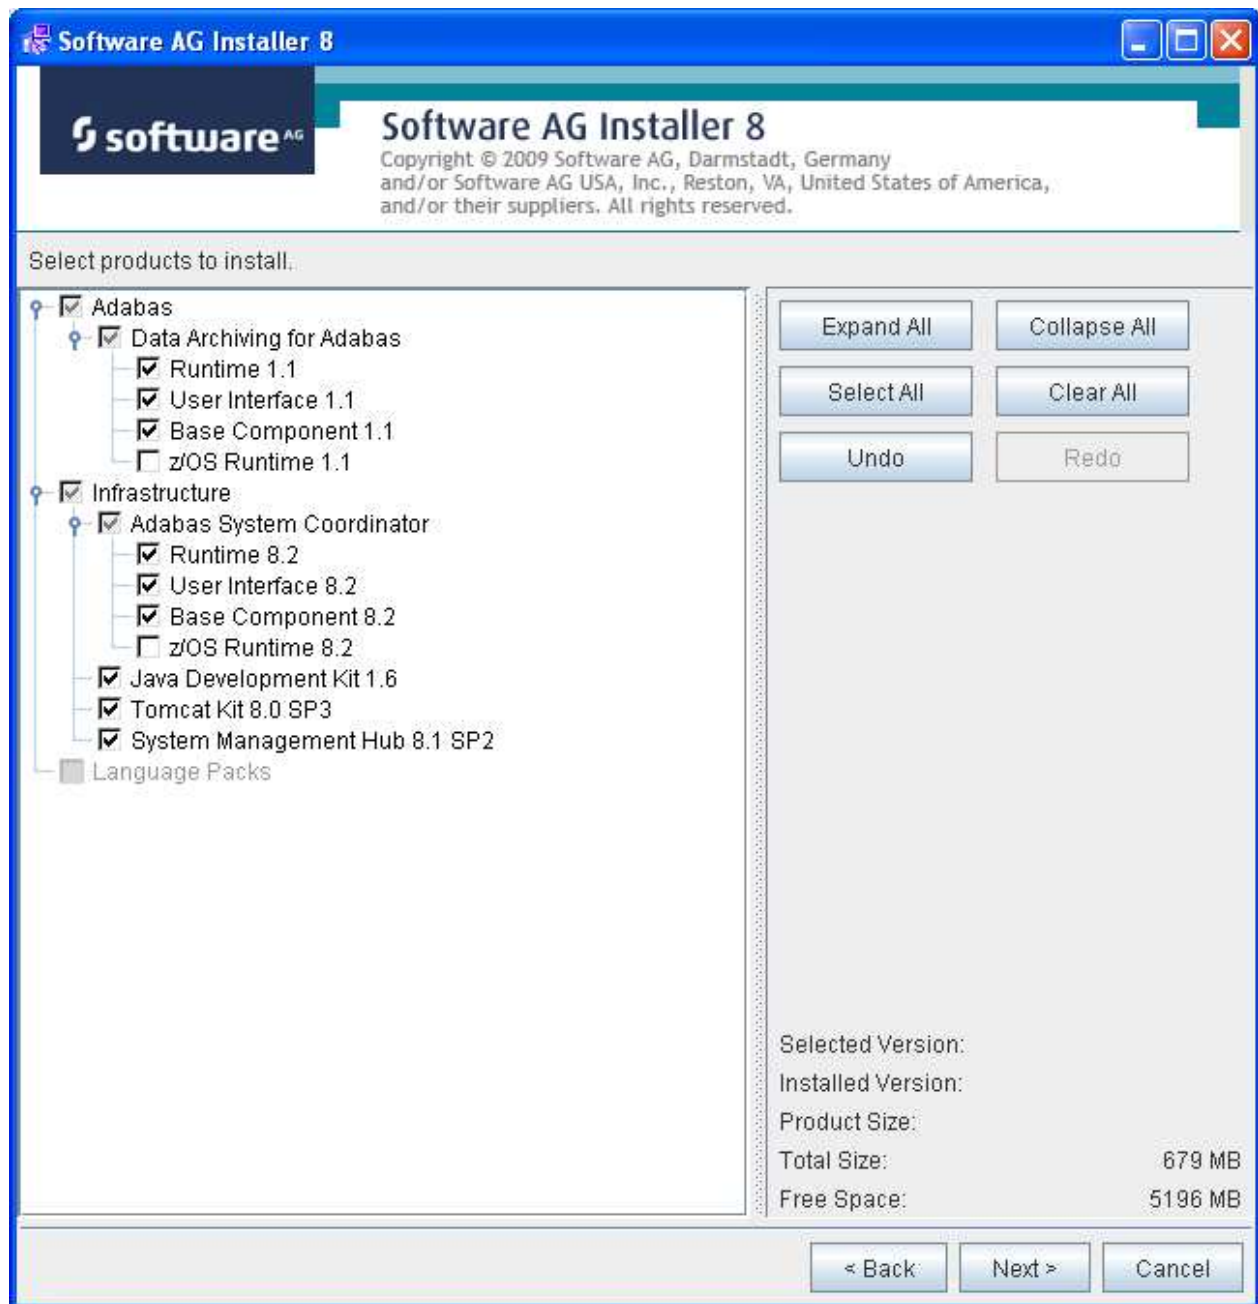 Software AG Installer 8
software AG
Software AG Installer 8
Copyright © 2009 Software AG, Darmstadt, Germany
and/or Software AG USA, Inc., Reston, VA, United States of America,
and/or their suppliers. All rights reserved.
Select products to install.
Adabas
Data Archiving for Adabas
Runtime 1.1
User Interface 1.1
Base Component 1.1
z/OS Runtime 1.1
Infrastructure
Adabas System Coordinator
Runtime 8.2
User Interface 8.2
Base Component 8.2
z/OS Runtime 8.2
Java Development Kit 1.6
Tomcat Kit 8.0 SP3
System Management Hub 8.1 SP2
Language Packs
Expand All Collapse All
Select All Clear All
Undo Redo
Selected Version:
Installed Version:
Product Size:
Total Size: 679 MB
Free Space: 5196 MB
< Back Next > Cancel